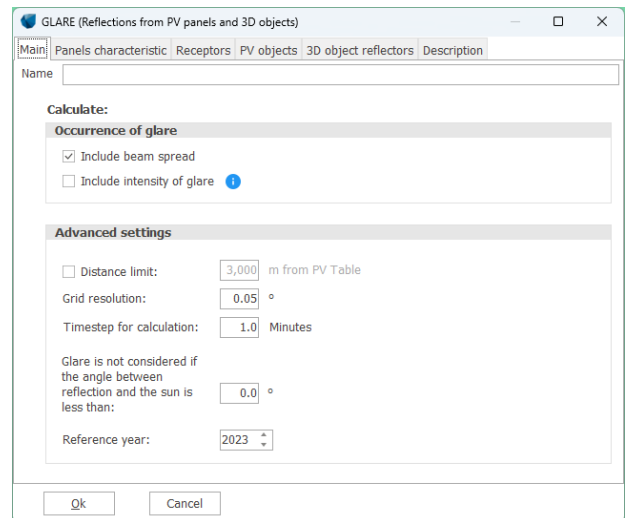 GLARE (Reflections from PV panels and 3D objects)
Main Panels characteristic Receptors PV objects 3D object reflectors Description
Name
Calculate:
Occurrence of glare
Include beam spread
Include intensity of glare i
Advanced settings
Distance limit: 3,000 m from PV Table
Grid resolution: 0.05 º
Timestep for calculation: 1.0 Minutes
Glare is not considered if
the angle between
reflection and the sun is
less than: 0.0 º
Reference year: 2023
Ok Cancel